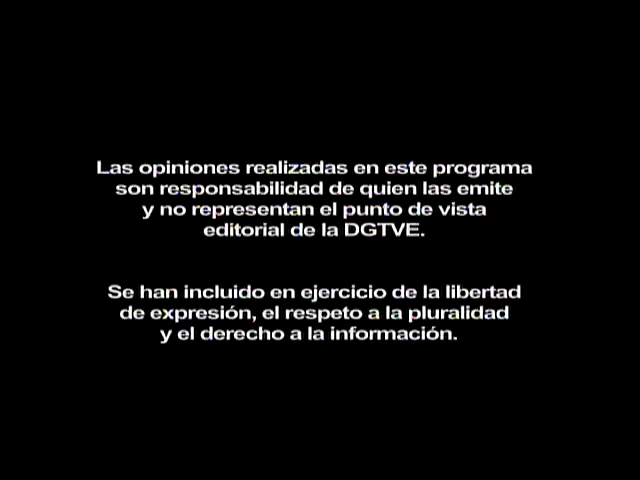 Las opiniones realizadas en este programa
son responsabilidad de quien las emite
y no representan el punto de vista
editorial de la DGTVE.
Se han incluido en ejercicio de la libertad
de expresión, el respeto a la pluralidad
y el derecho a la información.